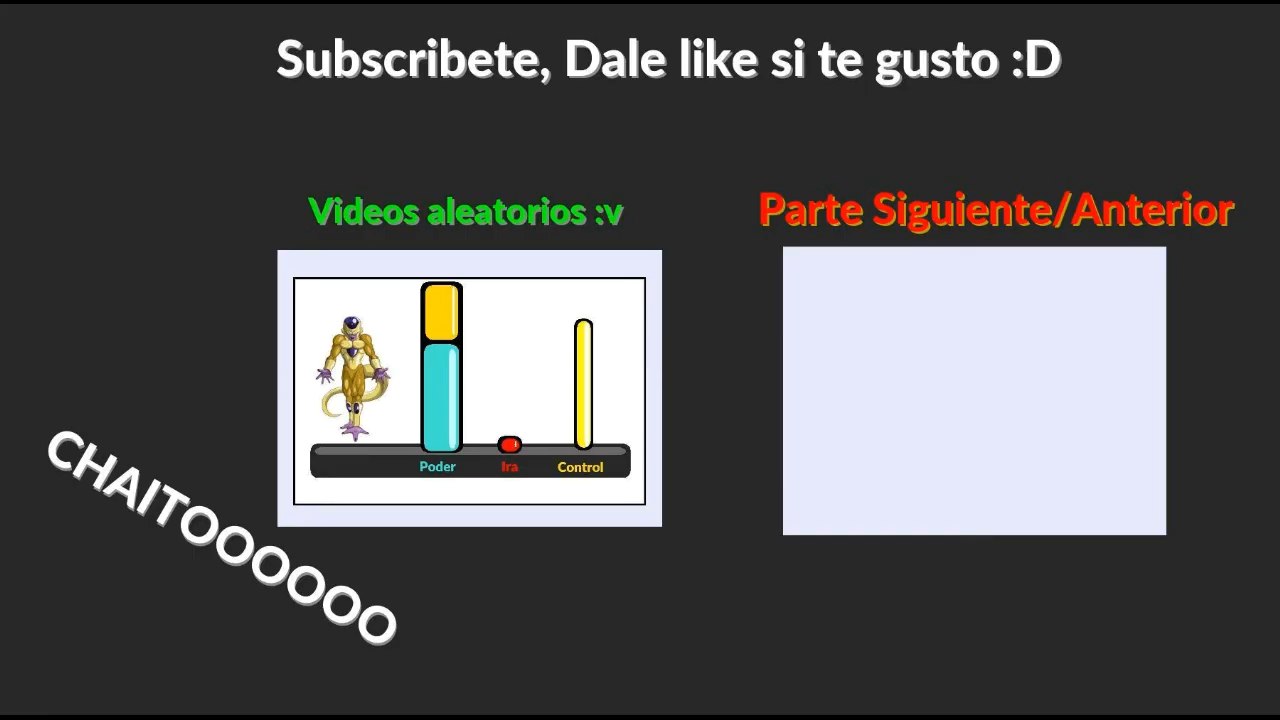 Subscribete, Dale like si te gusto :D
Videos aleatorios :v
Parte Siguiente/Anterior
Poder
Ira
Control
CHAITOOOOOO